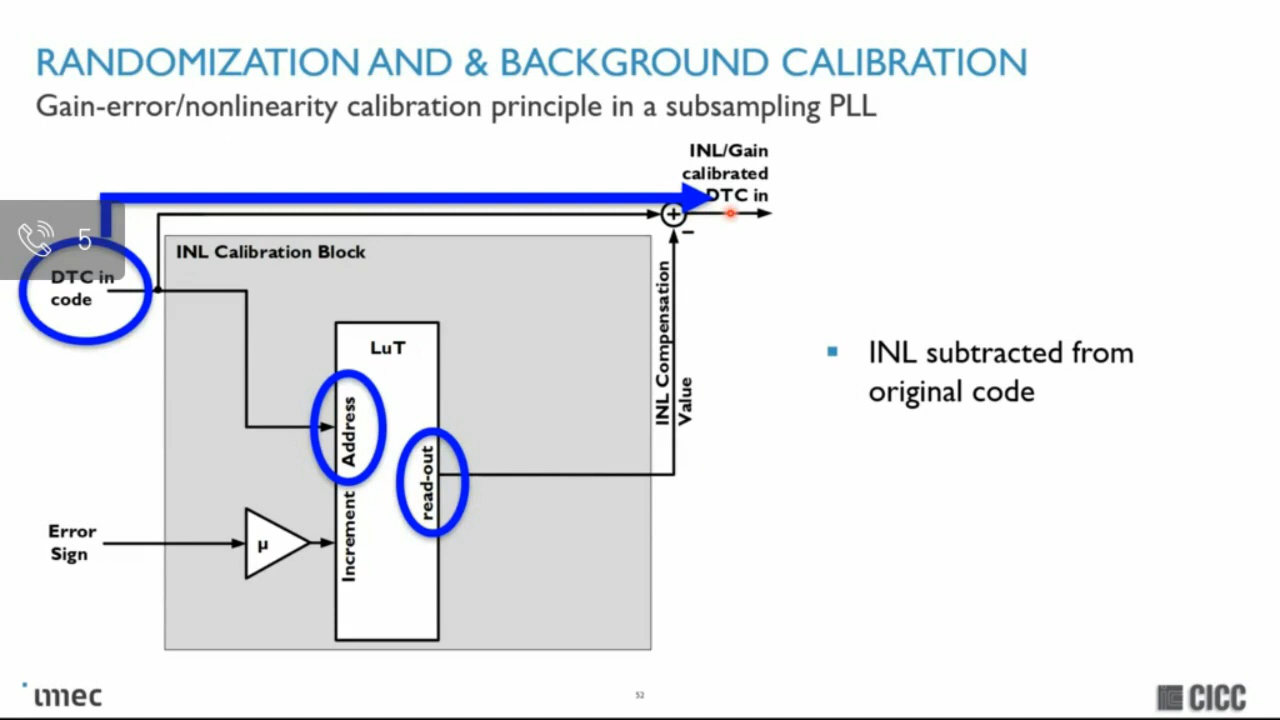 RANDOMIZATION AND & BACKGROUND CALIBRATION
Gain-error/nonlinearity calibration principle in a subsampling PLL
INL/Gain
calibrated
DTC in
5
INL Calibration Block
DTC in
code
LuT
Address
read-out
Increment
INL Compensation
Value
+
−
Error
Sign
μ
▪ INL subtracted from
original code
imec
52
CICC